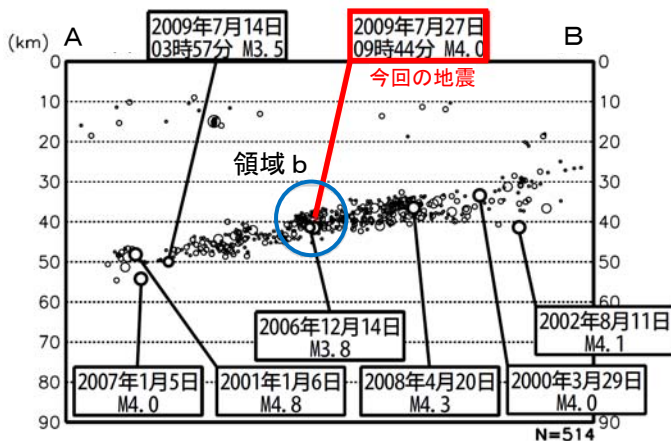 2009年7月14日
03時57分 M3.5
2009年7月27日
09時44分 M4.0
今回の地震
(km)
A
B
0
10
20
30
40
50
60
70
80
90
0
10
20
30
40
50
60
70
80
90
領域 b
2006年12月14日
M3.8
2002年8月11日
M4.1
2007年1月5日
M4.0
2001年1月6日
M4.8
2008年4月20日
M4.3
2000年3月29日
M4.0
N=514